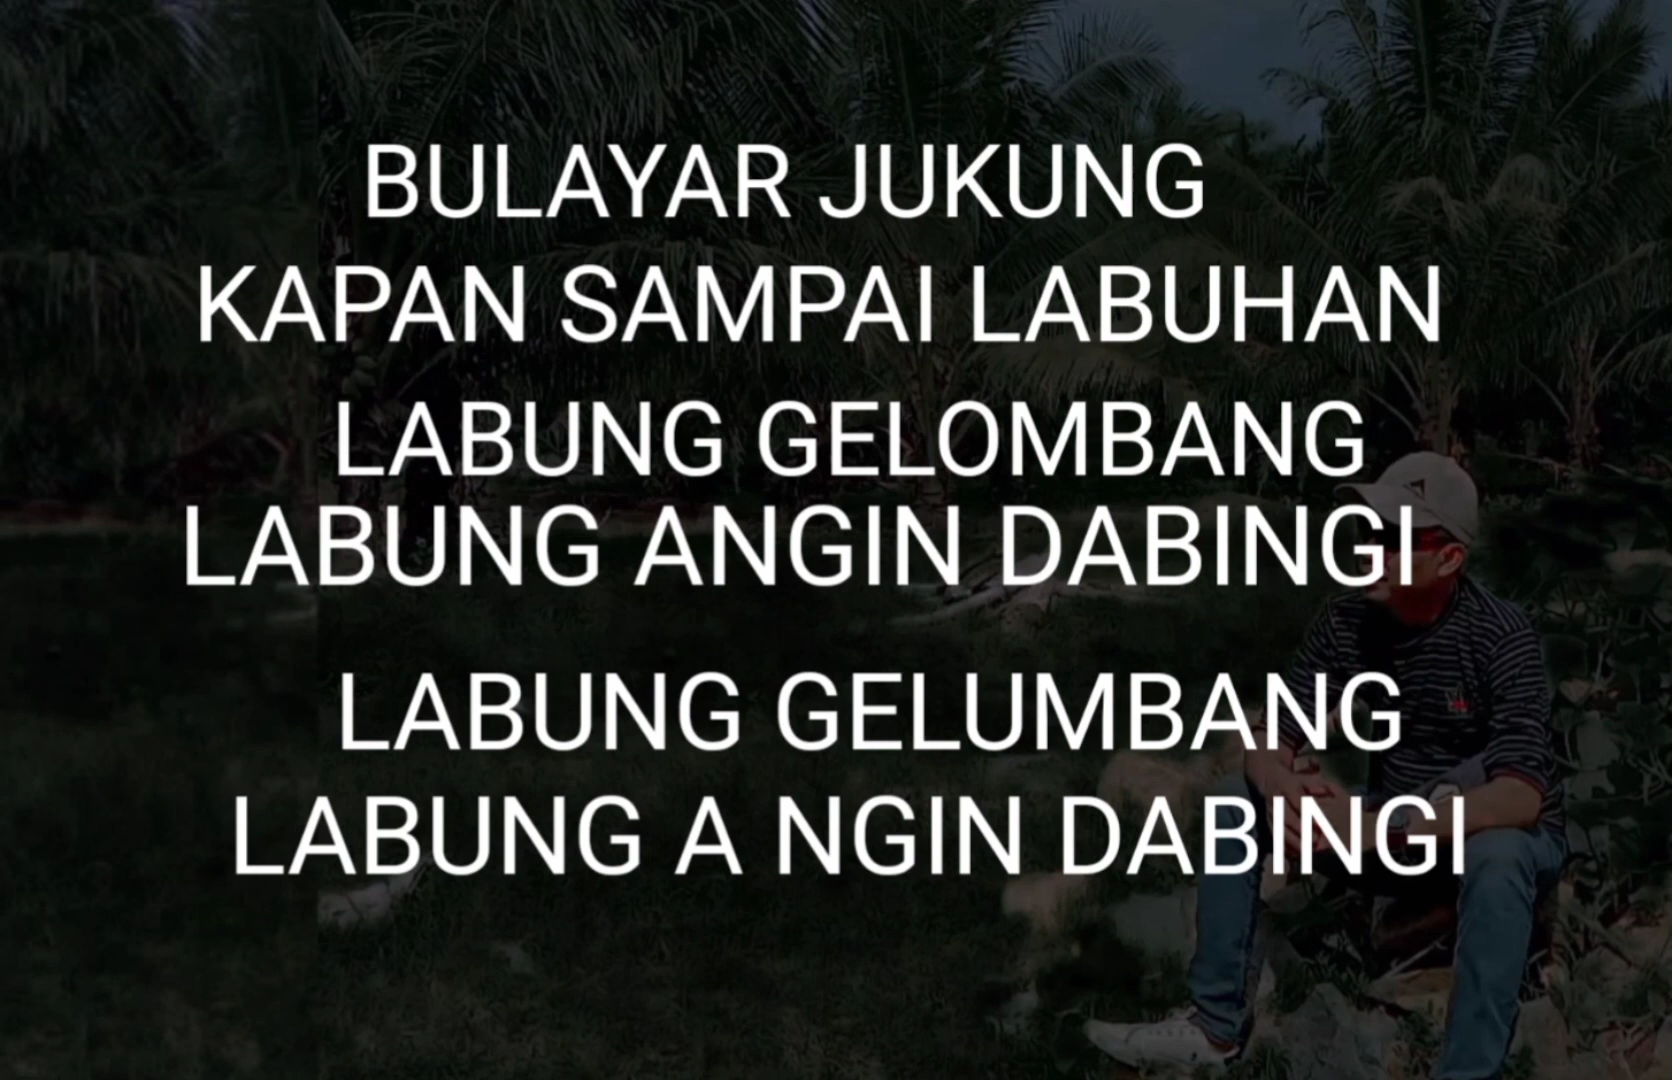 BULAYAR JUKUNG
KAPAN SAMPAI LABUHAN
LABUNG GELOMBANG
LABUNG ANGIN DABINGI
LABUNG GELUMBANG
LABUNG A NGIN DABINGI